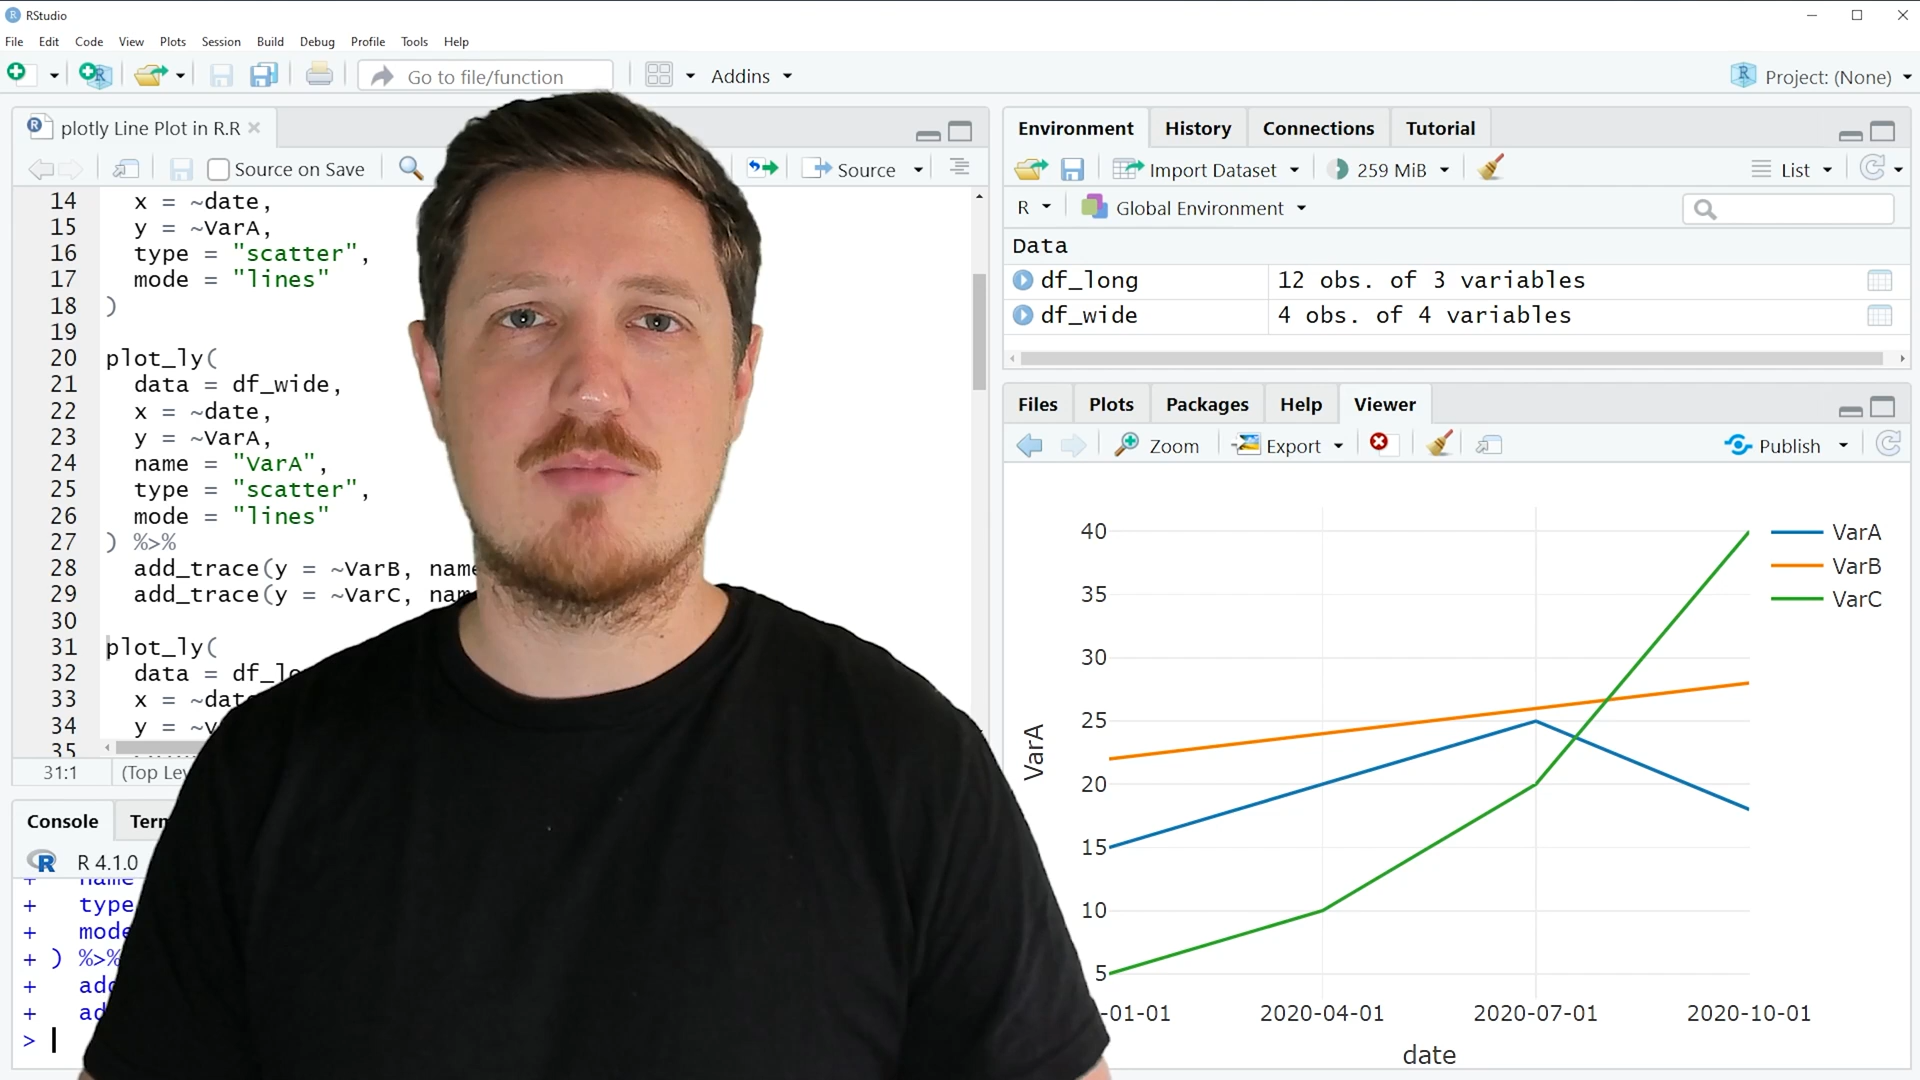 RStudio
File Edit Code View Plots Session Build Debug Profile Tools Help
Go to file/function
Addins
Project: (None)
plotly Line Plot in R.R
Source on Save
Source
14 x = ~date,
15 y = ~VarA,
16 type = "scatter",
17 mode = "lines"
18 )
19
20 plot_ly(
21 data = df_wide,
22 x = ~date,
23 y = ~VarA,
24 name = "VarA",
25 type = "scatter",
26 mode = "lines"
27 ) %>%
28 add_trace(y = ~VarB, name
29 add_trace(y = ~VarC, nam
30
31 plot_ly(
32 data = df_lo
33 x = ~dat
34 y = ~v
35
31:1 (Top Lev
Console Term
R 4.1.0
+ name
+ type
+ mode
+ ) %>%
+ add
+ ad
>
Environment History Connections Tutorial
Import Dataset 259 MiB List
R Global Environment
Data
df_long 12 obs. of 3 variables
df_wide 4 obs. of 4 variables
Files Plots Packages Help Viewer
Zoom Export Publish
40
35
30
25
20
15
10
5
VarA
VarA
VarB
VarC
-01-01 2020-04-01 2020-07-01 2020-10-01
date